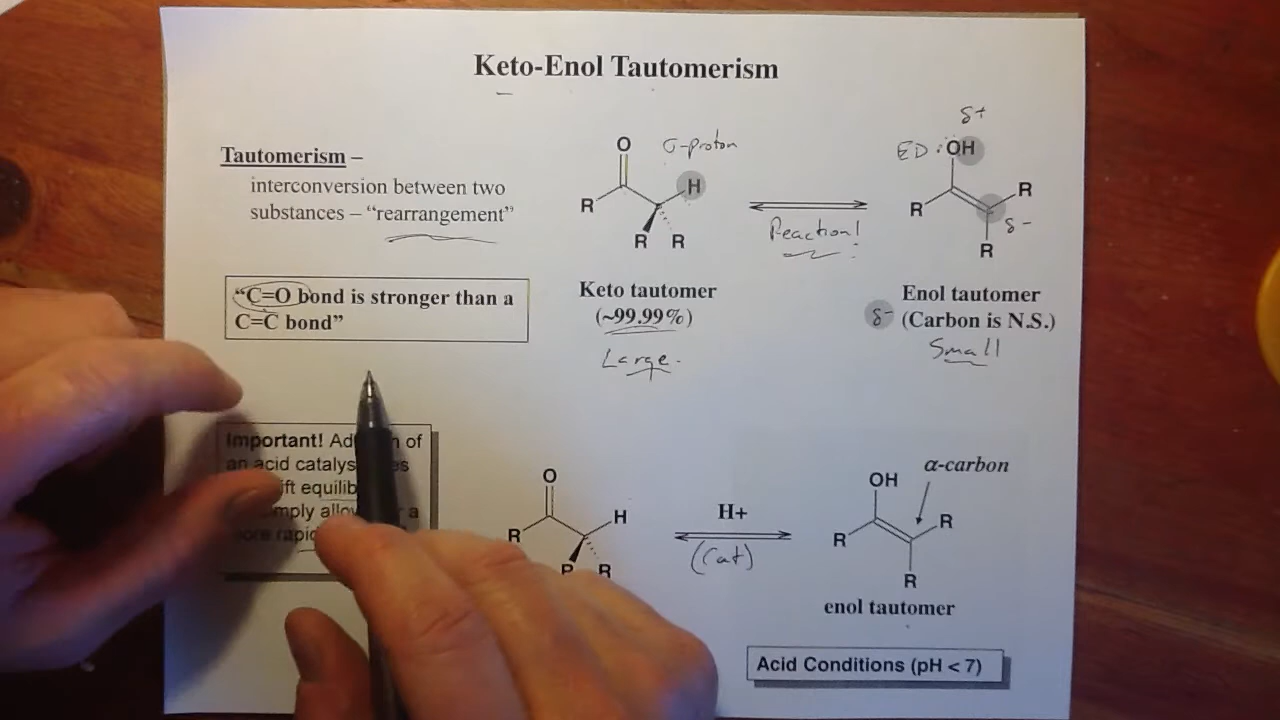 Keto-Enol Tautomerism
Tautomerism –
interconversion between two
substances – “rearrangement”
“C=O bond is stronger than a
C=C bond”
O
σ-proton
H
R
R R
Reaction!
δ+
ED : OH
R
R
δ-
R
Keto tautomer
(~99.99%)
Large.
Enol tautomer
δ- (Carbon is N.S.)
Small
Important! of
an acid
equilib
a
O
H
R
R
H+
(Cat)
α-carbon
OH
R
R
R
enol tautomer
Acid Conditions (pH < 7)